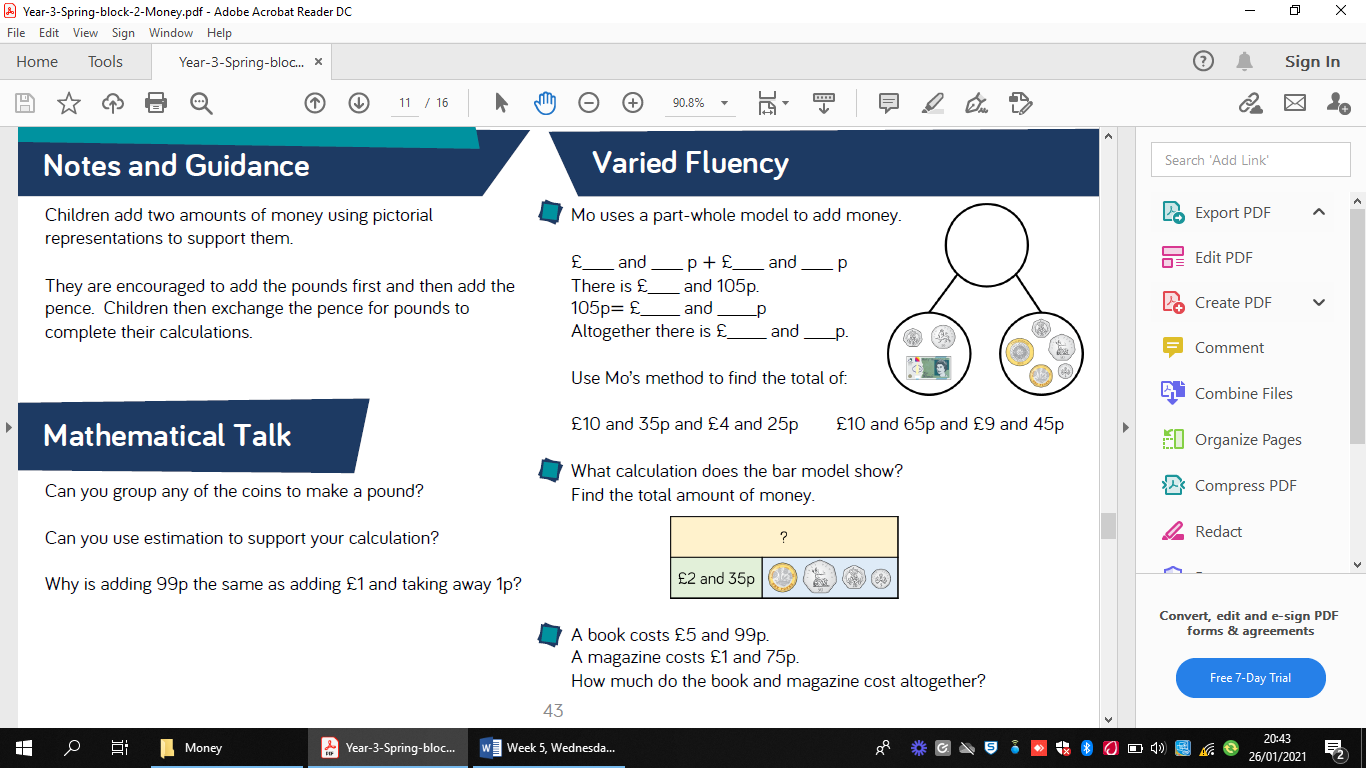 Year-3-Spring-block-2-Money.pdf - Adobe Acrobat Reader DC
File Edit View Sign Window Help
Home Tools Year-3-Spring-bloc... × Sign In
11 / 16 90.8%
Notes and Guidance
Children add two amounts of money using pictorial
representations to support them.
They are encouraged to add the pounds first and then add the
pence. Children then exchange the pence for pounds to
complete their calculations.
Mathematical Talk
Can you group any of the coins to make a pound?
Can you use estimation to support your calculation?
Why is adding 99p the same as adding £1 and taking away 1p?
Varied Fluency
Mo uses a part-whole model to add money.
£___ and ___ p + £___ and ___ p
There is £___ and 105p.
105p= £____ and ____p
Altogether there is £____ and ___p.
Use Mo's method to find the total of:
£10 and 35p and £4 and 25p £10 and 65p and £9 and 45p
What calculation does the bar model show?
Find the total amount of money.
?
£2 and 35p
A book costs £5 and 99p.
A magazine costs £1 and 75p.
How much do the book and magazine cost altogether?
43
Search 'Add Link'
Export PDF
Edit PDF
Create PDF
Comment
Combine Files
Organize Pages
Compress PDF
Redact
Convert, edit and e-sign PDF
forms & agreements
Free 7-Day Trial
Money
Year-3-Spring-bloc...
Week 5, Wednesda...
20:43
26/01/2021
2